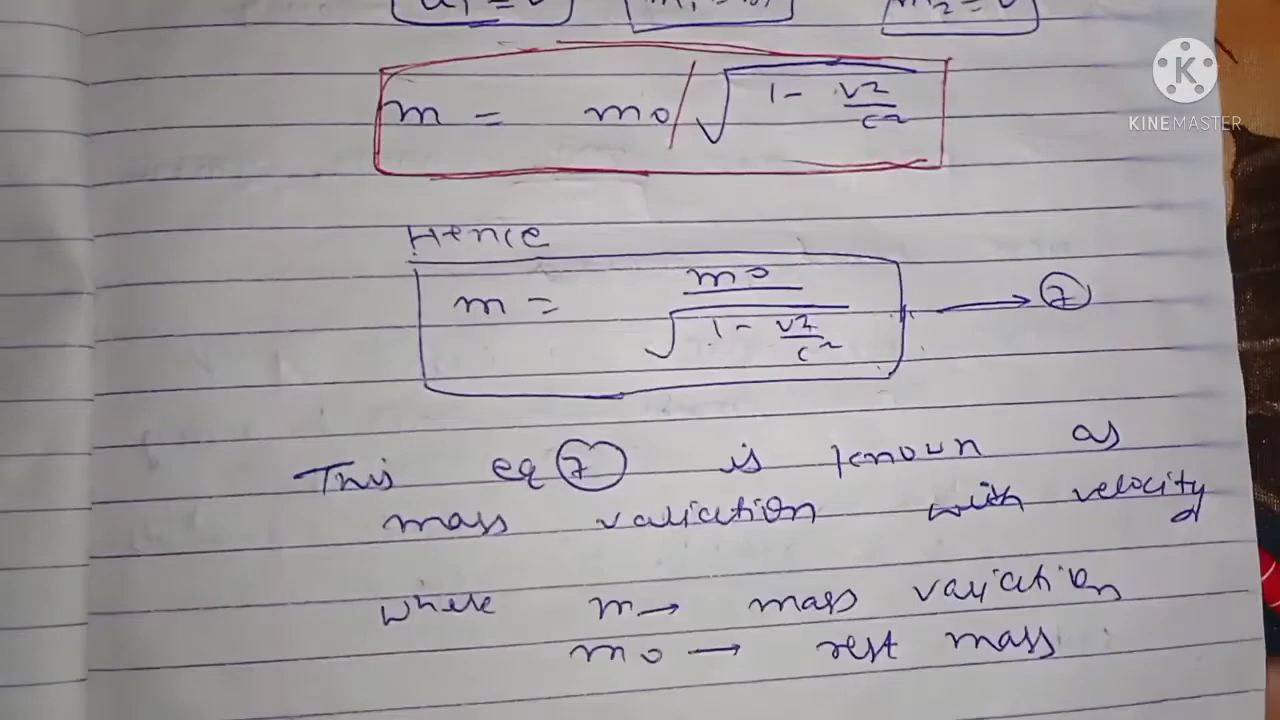 m = m0/√1-v2/c2
KINEMASTER
Hence
m = m0/√1-v2/c2 → 7
This eq 7 is known as
mass variation with velocity
where m → mass variation
m0 → rest mass